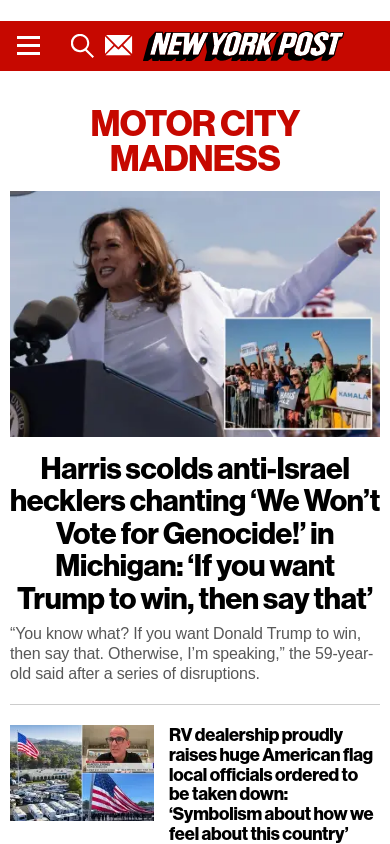 NEW YORK POST
MOTOR CITY
MADNESS
KAMALA
Harris scolds anti-Israel
hecklers chanting ‘We Won’t
Vote for Genocide!’ in
Michigan: ‘If you want
Trump to win, then say that’
“You know what? If you want Donald Trump to win,
then say that. Otherwise, I’m speaking,” the 59-year-
old said after a series of disruptions.
RV dealership proudly
raises huge American flag
local officials ordered to
be taken down:
‘Symbolism about how we
feel about this country’